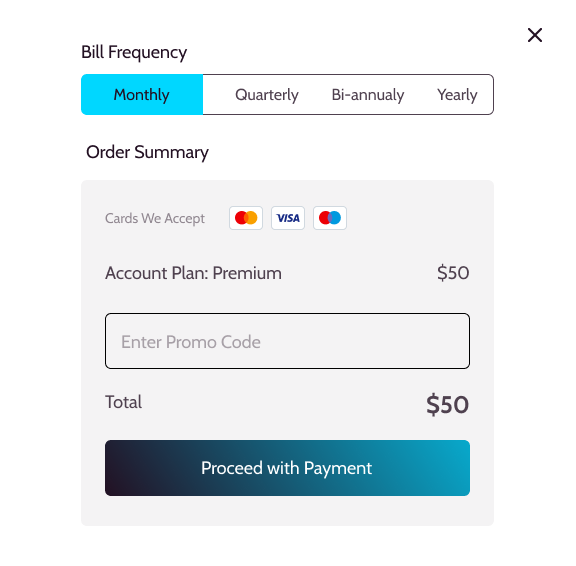 Bill Frequency
Monthly Quarterly Bi-annualy Yearly
Order Summary
Cards We Accept VISA
Account Plan: Premium $50
Enter Promo Code
Total $50
Proceed with Payment